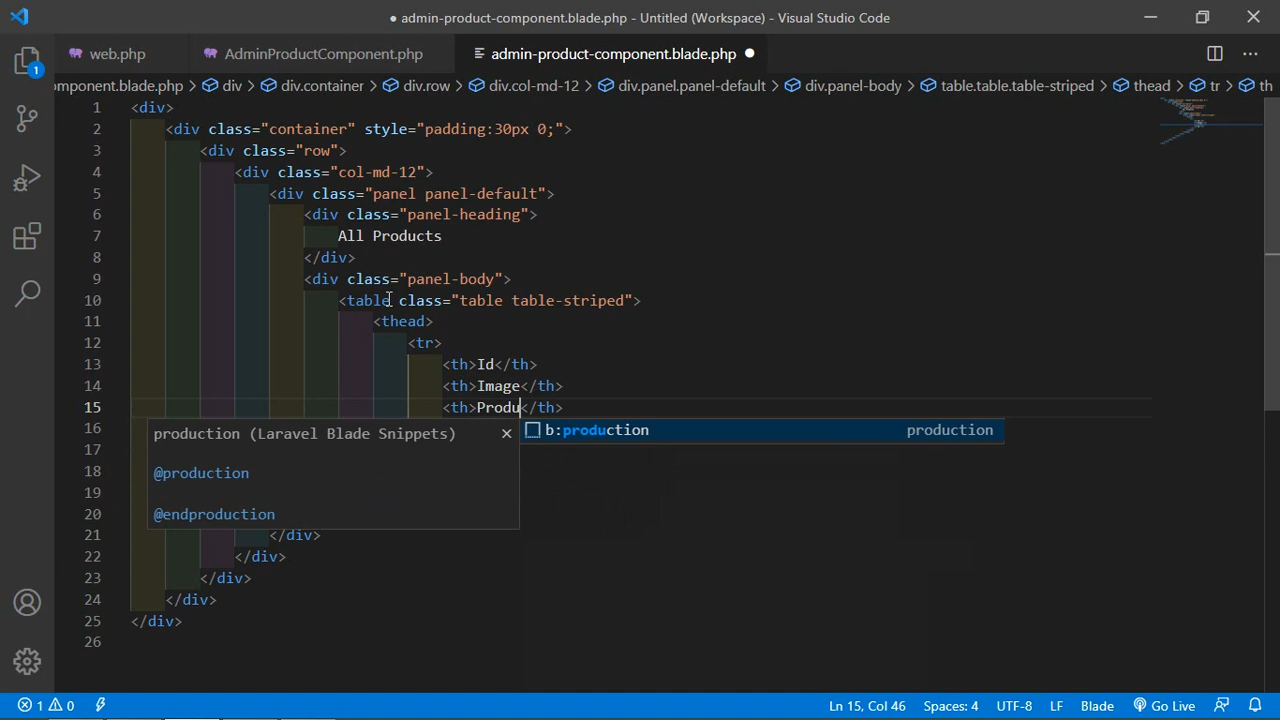 ● admin-product-component.blade.php - Untitled (Workspace) - Visual Studio Code
web.php
AdminProductComponent.php
admin-product-component.blade.php ●
1
omponent.blade.php > div > div.container > div.row > div.col-md-12 > div.panel.panel-default > div.panel-body > table.table.table-striped > thead > tr > th
1 <div>
2 <div class="container" style="padding:30px 0;">
3 <div class="row">
4 <div class="col-md-12">
5 <div class="panel panel-default">
6 <div class="panel-heading">
7 All Products
8 </div>
9 <div class="panel-body">
10 <table class="table table-striped">
11 <thead>
12 <tr>
13 <th>Id</th>
14 <th>Image</th>
15 <th>Produ</th>
16
b:production production
production (Laravel Blade Snippets)
17
18
@production
19
20
@endproduction
21 </div>
22 </div>
23 </div>
24 </div>
25 </div>
26
1 0
Ln 15, Col 46 Spaces: 4 UTF-8 LF Blade Go Live